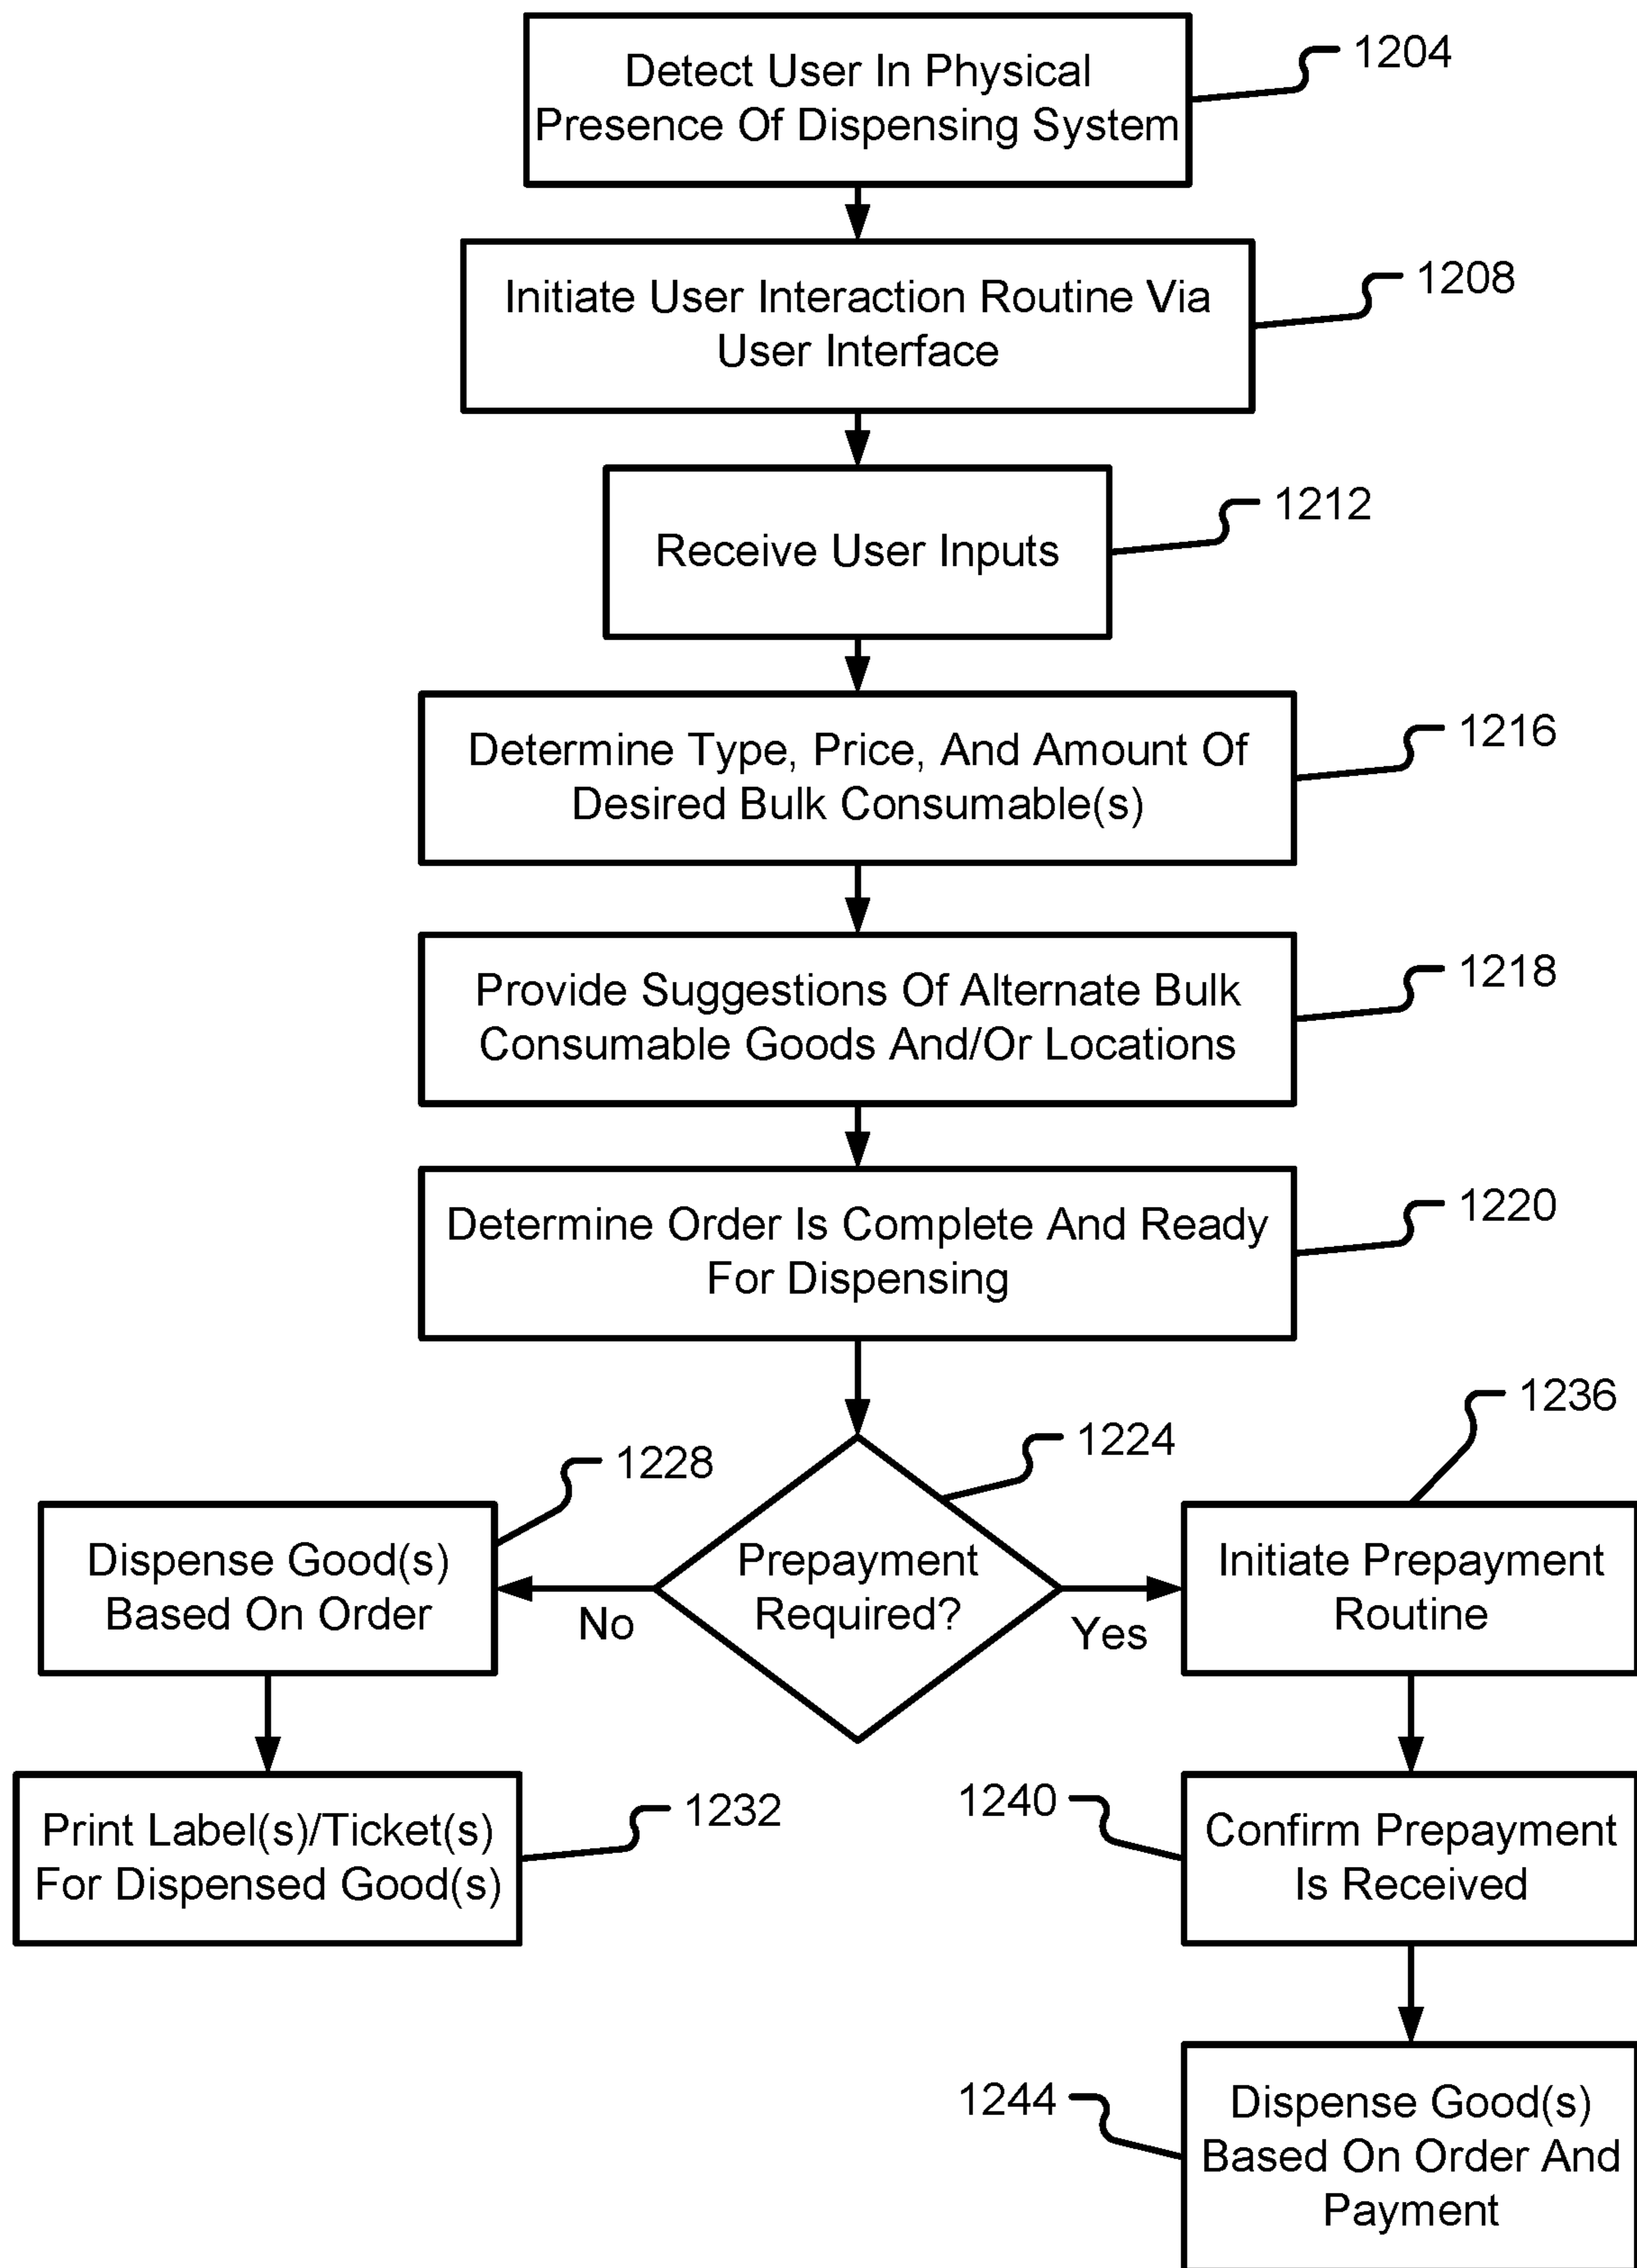 Detect User In Physical
Presence Of Dispensing System
1204
Initiate User Interaction Routine Via
User Interface
1208
Receive User Inputs
1212
Determine Type, Price, And Amount Of
Desired Bulk Consumable(s)
1216
Provide Suggestions Of Alternate Bulk
Consumable Goods And/Or Locations
1218
Determine Order Is Complete And Ready
For Dispensing
1220
Prepayment
Required?
1224
No
Yes
Dispense Good(s)
Based On Order
1228
Print Label(s)/Ticket(s)
For Dispensed Good(s)
1232
Initiate Prepayment
Routine
1236
Confirm Prepayment
Is Received
1240
Dispense Good(s)
Based On Order And
Payment
1244